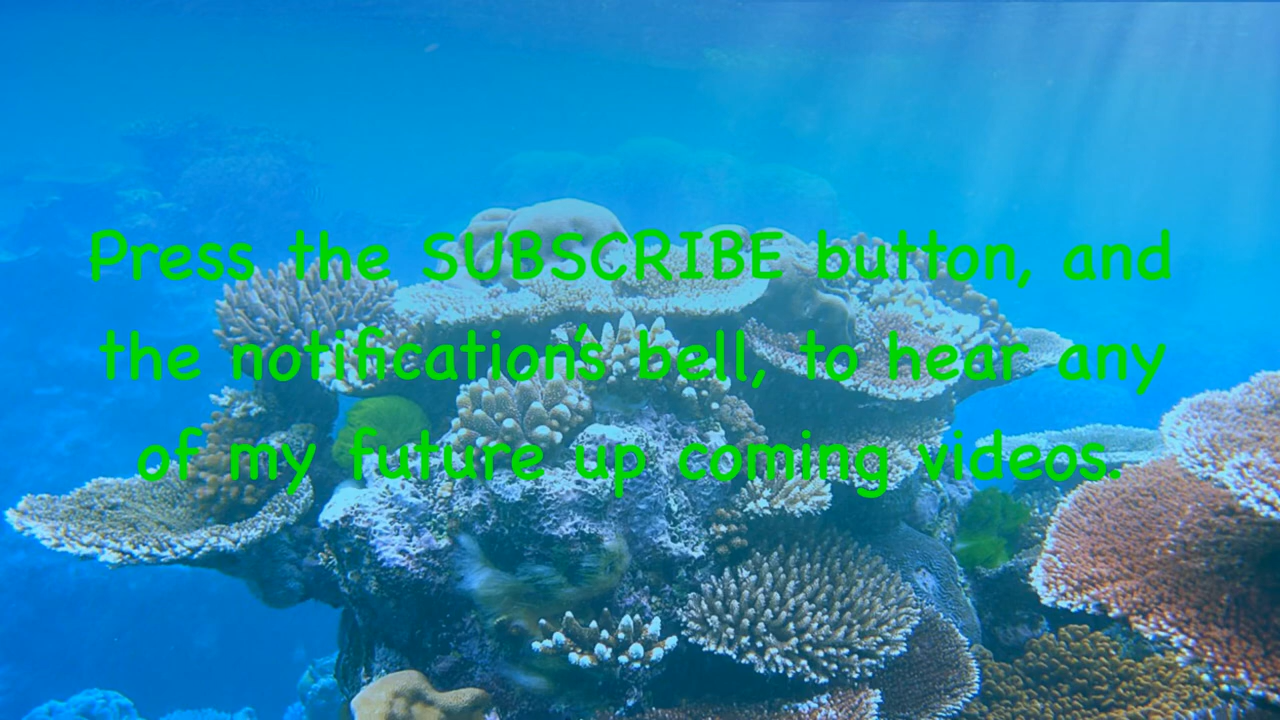 Press the SUBSCRIBE button, and
the notification's bell, to hear any
of my future up coming videos.